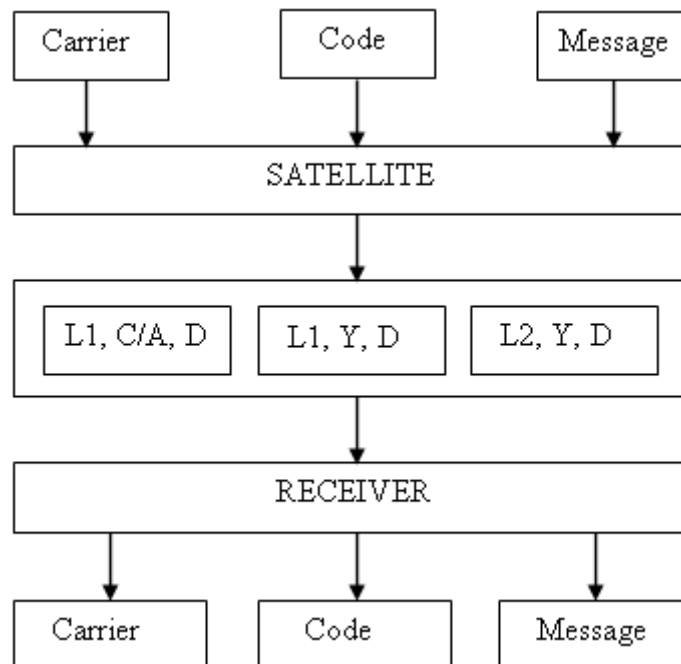 Carrier
Code
Message
SATELLITE
L1, C/A, D
L1, Y, D
L2, Y, D
RECEIVER
Carrier
Code
Message